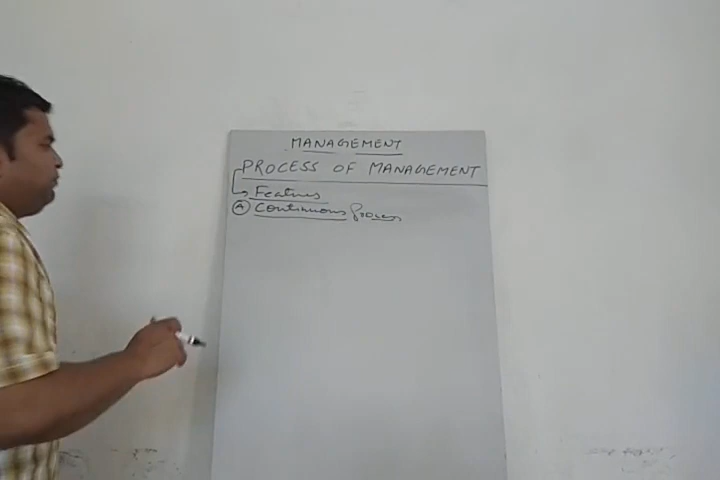 MANAGEMENT
PROCESS OF MANAGEMENT
Features
A Continuous Process